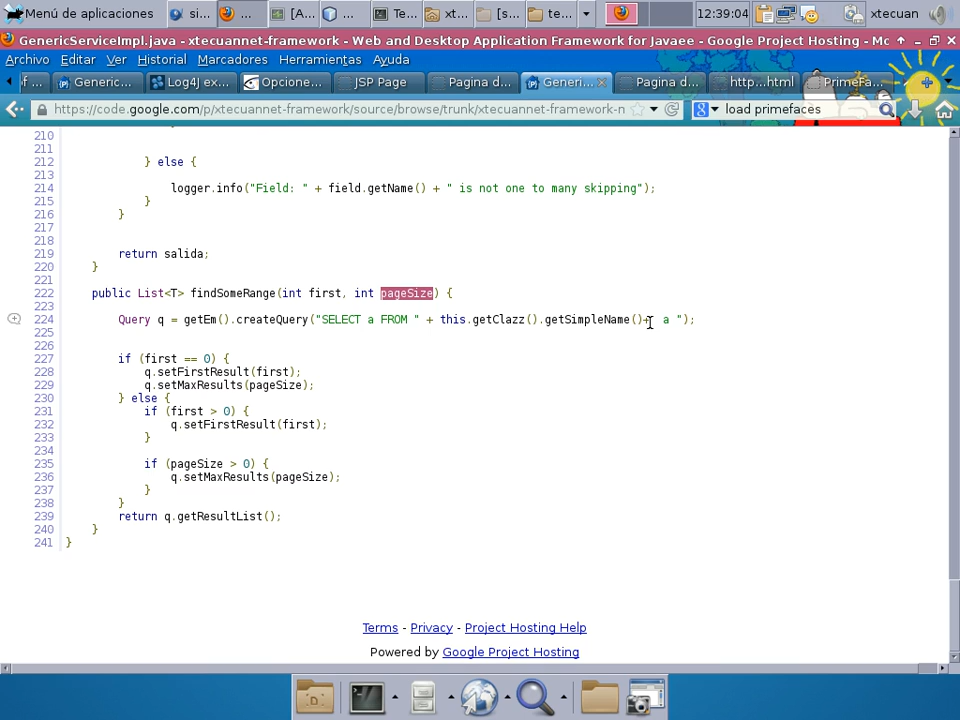 Menú de aplicaciones
si...
...
[A...
...
Te...
xt...
[s...
te...
12:39:04
xtecuan
GenericServiceImpl.java - xtecuannet-framework - Web and Desktop Application Framework for Javaee - Google Project Hosting - Mc
Archivo Editar Ver Historial Marcadores Herramientas Ayuda
of ...
Generic...
Log4J ex...
Opcione...
JSP Page
Pagina d...
Generi...
Pagina d...
http...html
PrimeFa...
https://code.google.com/p/xtecuannet-framework/source/browse/trunk/xtecuannet-framework-n
load primefaces
210
211
212 } else {
213
214 logger.info("Field: " + field.getName() + " is not one to many skipping");
215 }
216 }
217
218
219 return salida;
220 }
221
222 public List<T> findSomeRange(int first, int pageSize) {
223
224 Query q = getEm().createQuery("SELECT a FROM " + this.getClazz().getSimpleName()+" a ");
225
226
227 if (first == 0) {
228 q.setFirstResult(first);
229 q.setMaxResults(pageSize);
230 } else {
231 if (first > 0) {
232 q.setFirstResult(first);
233 }
234
235 if (pageSize > 0) {
236 q.setMaxResults(pageSize);
237 }
238 }
239 return q.getResultList();
240 }
241 }
Terms - Privacy - Project Hosting Help
Powered by Google Project Hosting